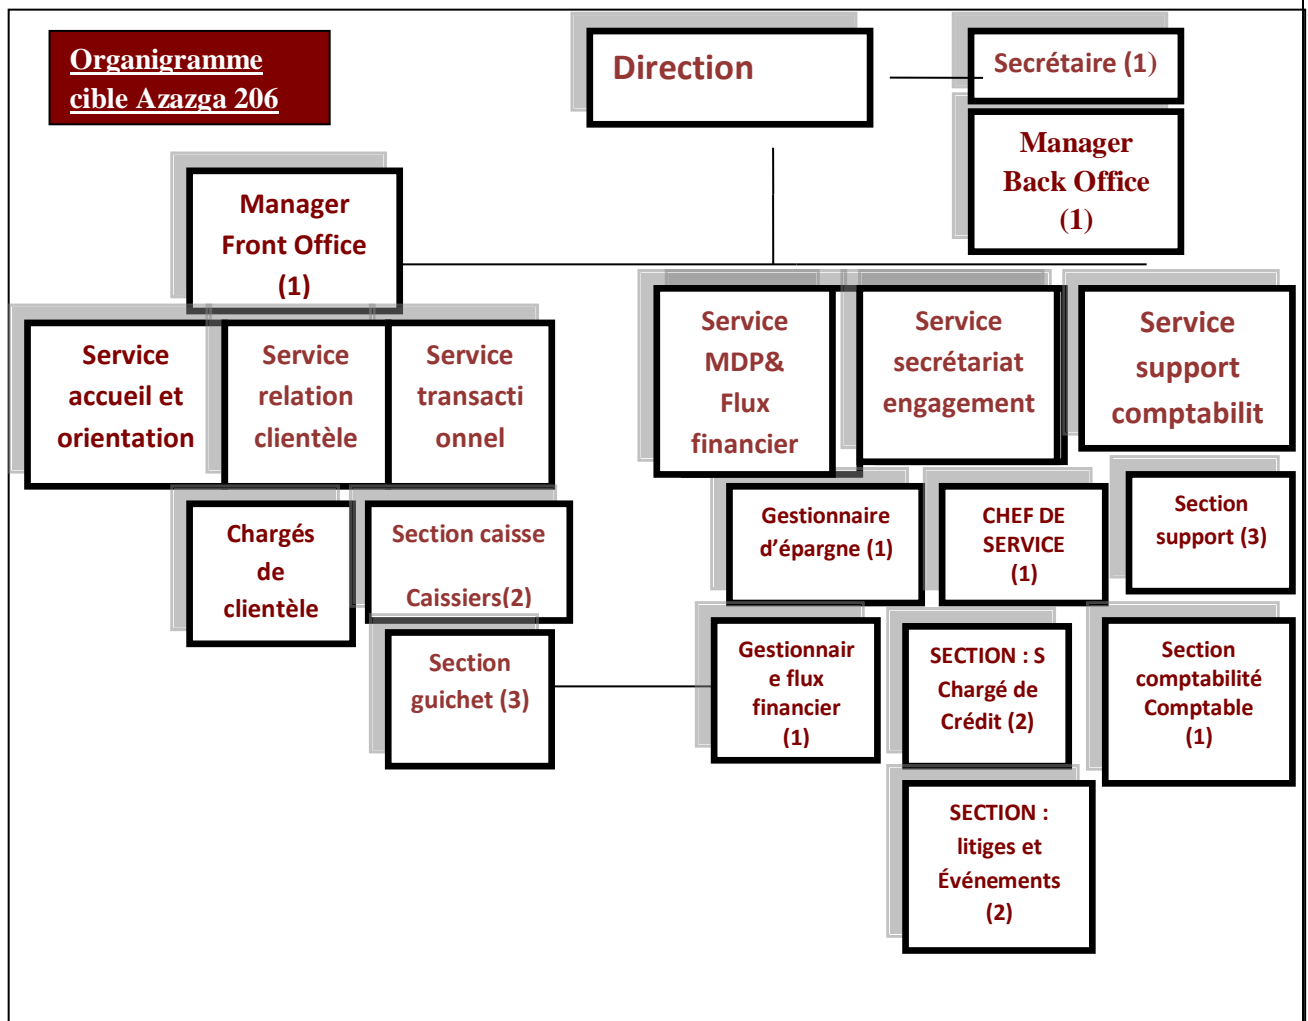 Organigramme
cible Azazga 206
Direction
Secrétaire (1)
Manager
Back Office
(1)
Manager
Front Office
(1)
Service
accueil et
orientation
Service
relation
clientèle
Service
transacti
onnel
Service
MDP&
Flux
financier
Service
secrétariat
engagement
Service
support
comptabilit
Chargés
de
clientèle
Section caisse
Caissiers(2)
Gestionnaire
d’épargne (1)
CHEF DE
SERVICE
(1)
Section
support (3)
Section
guichet (3)
Gestionnair
e flux
financier
(1)
SECTION : S
Chargé de
Crédit (2)
Section
comptabilité
Comptable
(1)
SECTION :
litiges et
Événements
(2)